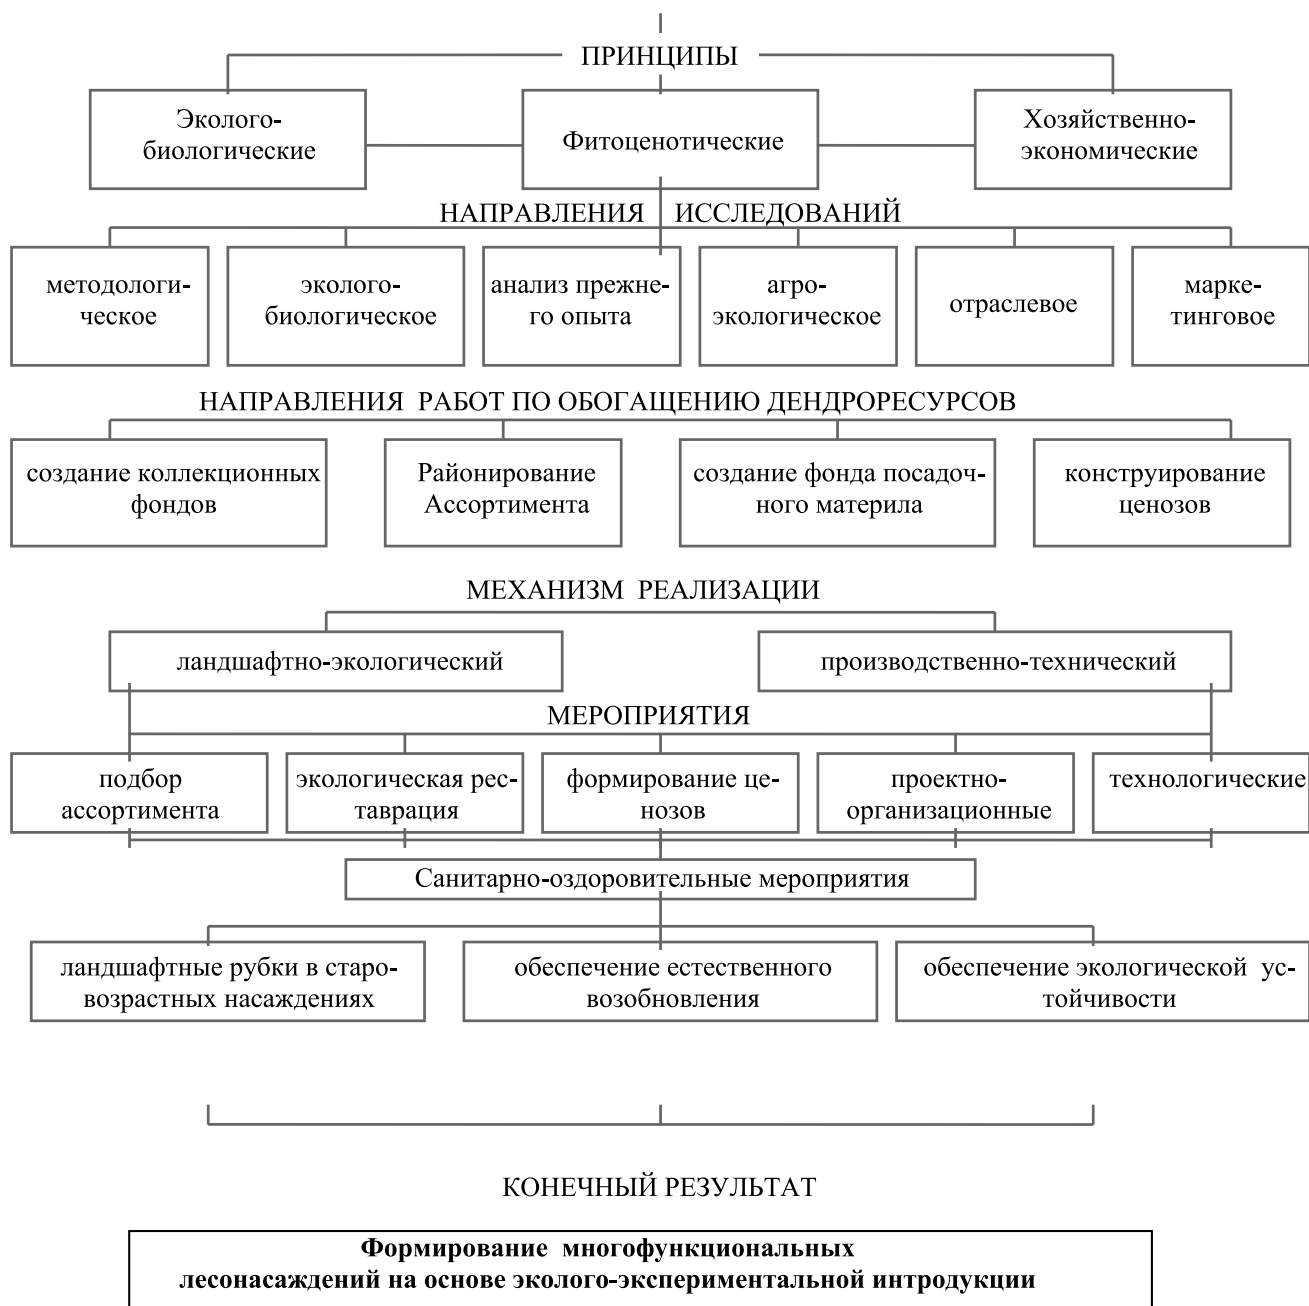 ПРИНЦИПЫ
Эколого-
биологические
Фитоценотические
Хозяйственно-
экономические
НАПРАВЛЕНИЯ ИССЛЕДОВАНИЙ
методологи-
ческое
эколого-
биологическое
анализ прежне-
го опыта
агро-
экологическое
отраслевое
марке-
тинговое
НАПРАВЛЕНИЯ РАБОТ ПО ОБОГАЩЕНИЮ ДЕНДРОРЕСУРСОВ
создание коллекционных
фондов
Районирование
Ассортимента
создание фонда посадоч-
ного материла
конструирование
ценозов
МЕХАНИЗМ РЕАЛИЗАЦИИ
ландшафтно-экологический
производственно-технический
МЕРОПРИЯТИЯ
подбор
ассортимента
экологическая рес-
таврация
формирование це-
нозов
проектно-
организационные
технологические
Санитарно-оздоровительные мероприятия
ландшафтные рубки в старо-
возрастных насаждениях
обеспечение естественного
возобновления
обеспечение экологической ус-
тойчивости
КОНЕЧНЫЙ РЕЗУЛЬТАТ
Формирование многофункциональных
лесонасаждений на основе эколого-экспериментальной интродукции